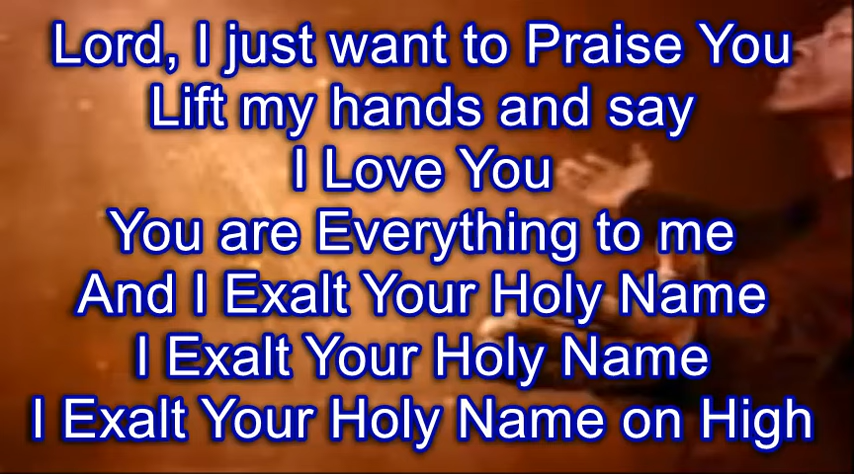 Lord, I just want to Praise You
Lift my hands and say
I Love You
You are Everything to me
And I Exalt Your Holy Name
I Exalt Your Holy Name
I Exalt Your Holy Name on High